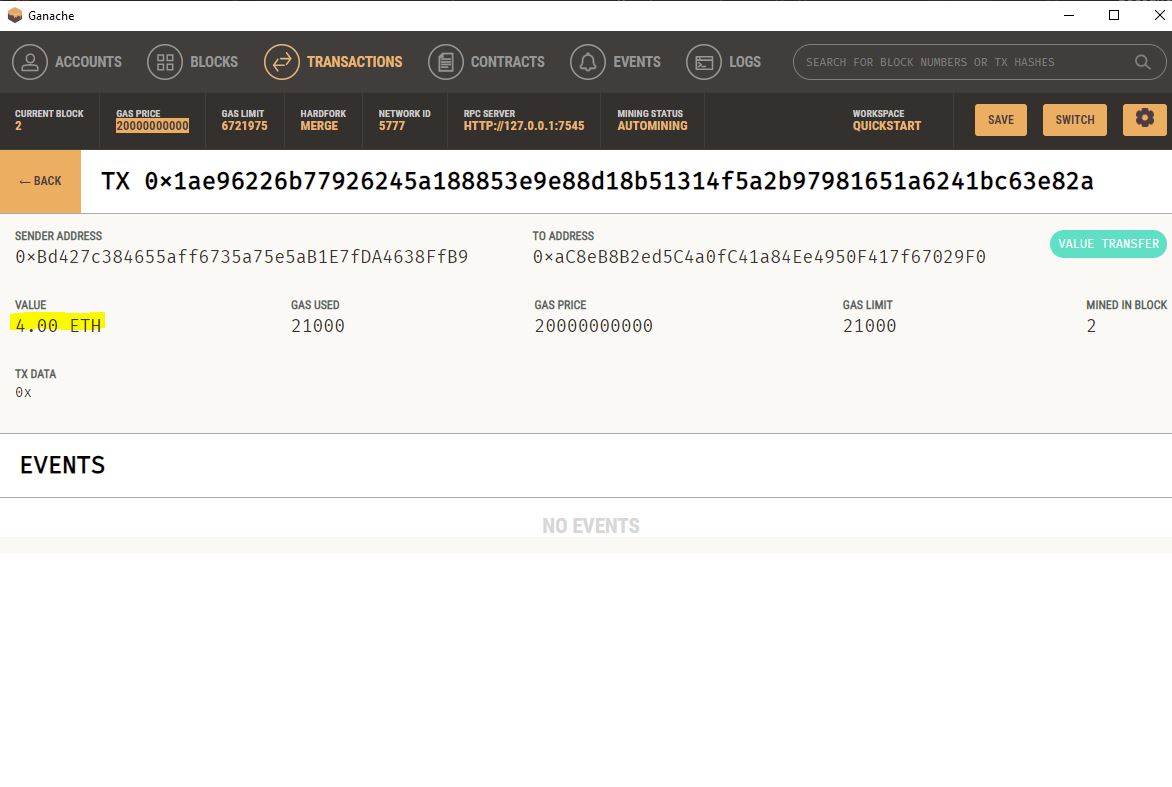 Ganache
ACCOUNTS BLOCKS TRANSACTIONS CONTRACTS EVENTS LOGS SEARCH FOR BLOCK NUMBERS OR TX HASHES
CURRENT BLOCK GAS PRICE GAS LIMIT HARDFORK NETWORK ID RPC SERVER MINING STATUS WORKSPACE SAVE SWITCH
2 20000000000 6721975 MERGE 5777 HTTP://127.0.0.1:7545 AUTOMINING QUICKSTART
← BACK TX 0×1ae96226b77926245a188853e9e88d18b51314f5a2b97981651a6241bc63e82a
SENDER ADDRESS TO ADDRESS VALUE TRANSFER
0×Bd427c384655aff6735a75e5aB1E7fDA4638FfB9 0×aC8eB8B2ed5C4a0fC41a84Ee4950F417f67029F0
VALUE GAS USED GAS PRICE GAS LIMIT MINED IN BLOCK
4.00 ETH 21000 20000000000 21000 2
TX DATA
0x
EVENTS
NO EVENTS